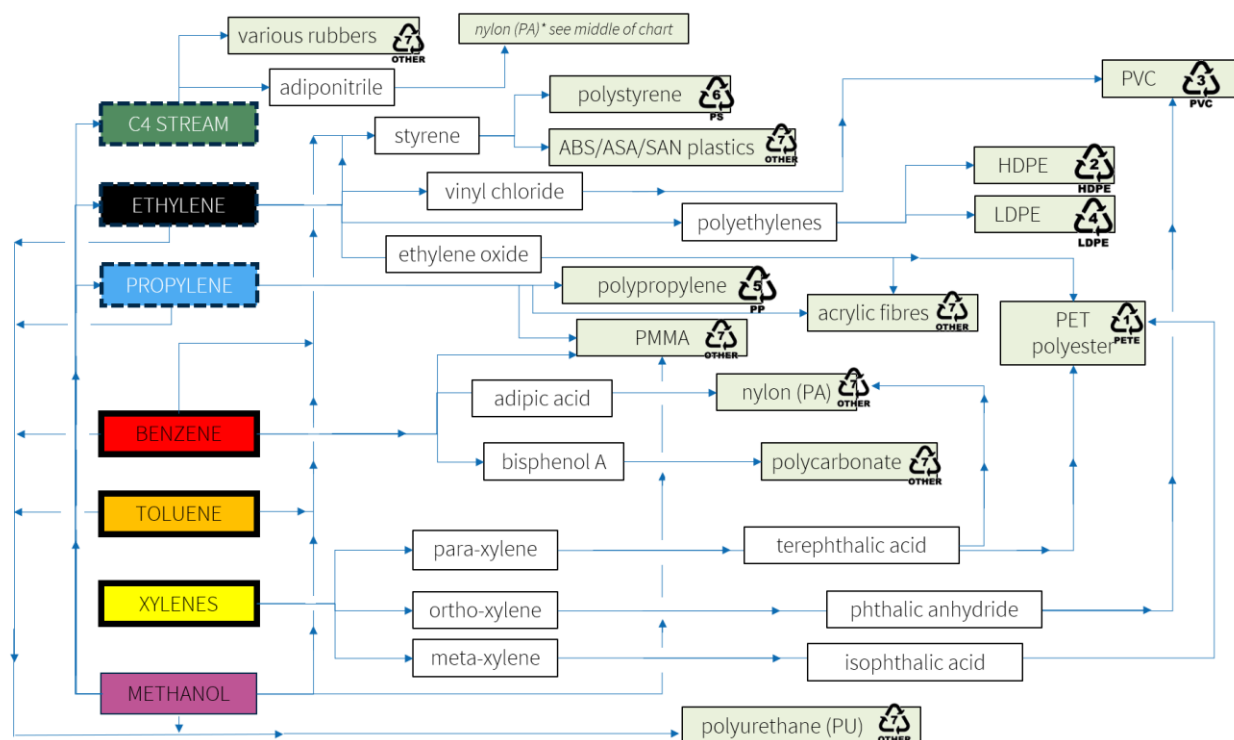 various rubbers
7
OTHER
nylon (PA)* see middle of chart
adiponitrile
PVC
3
PVC
polystyrene
6
PS
C4 STREAM
styrene
ABS/ASA/SAN plastics
7
OTHER
HDPE
2
HDPE
vinyl chloride
ETHYLENE
polyethylenes
LDPE
4
LDPE
ethylene oxide
PROPYLENE
polypropylene
5
PP
acrylic fibres
7
OTHER
PET
polyester
1
PETE
PMMA
7
OTHER
adipic acid
nylon (PA)
7
OTHER
BENZENE
bisphenol A
polycarbonate
7
OTHER
TOLUENE
para-xylene
terephthalic acid
XYLENES
ortho-xylene
phthalic anhydride
meta-xylene
isophthalic acid
METHANOL
polyurethane (PU)
7
OTHER